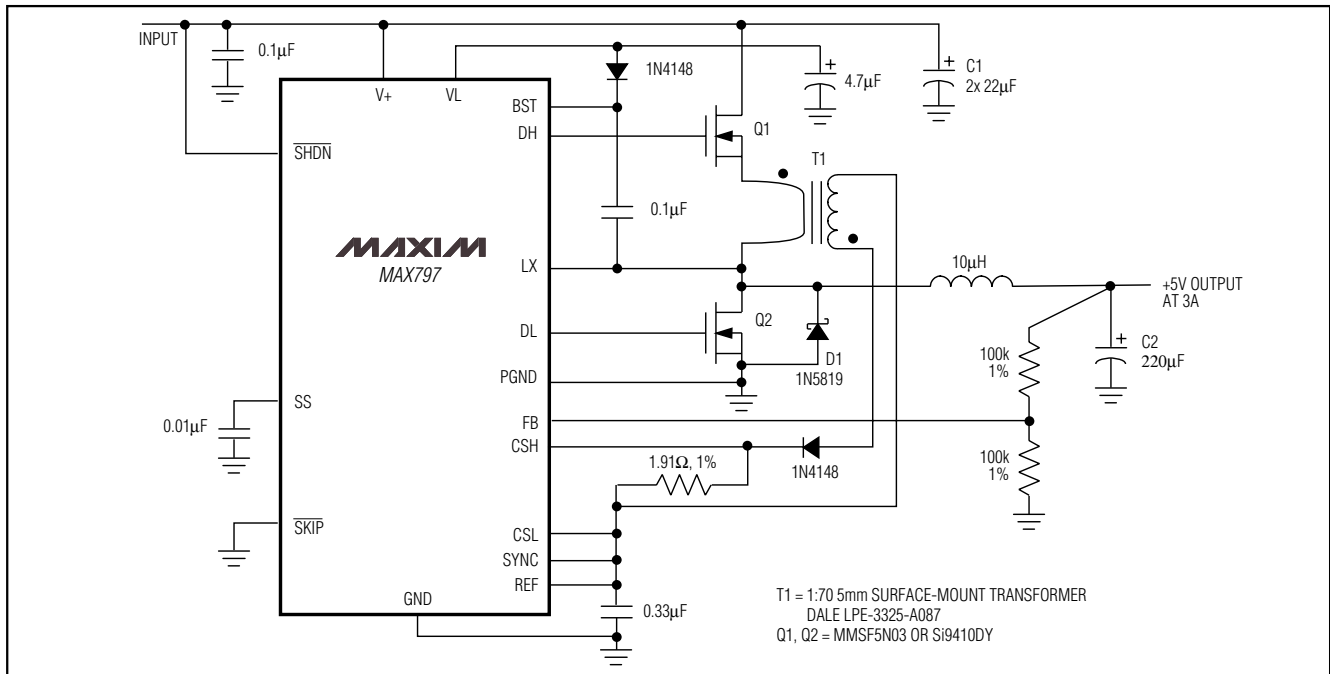 INPUT
0.1μF
V+
VL
1N4148
+
4.7μF
+
C1
2x 22μF
BST
DH
Q1
SHDN
T1
0.1μF
MAXIM
MAX797
LX
10μH
+5V OUTPUT
AT 3A
DL
Q2
D1
1N5819
+
C2
220μF
100k
1%
PGND
SS
0.01μF
FB
CSH
1.91Ω, 1%
1N4148
100k
1%
SKIP
CSL
SYNC
REF
GND
0.33μF
T1 = 1:70 5mm SURFACE-MOUNT TRANSFORMER
DALE LPE-3325-A087
Q1, Q2 = MMSF5N03 OR Si9410DY